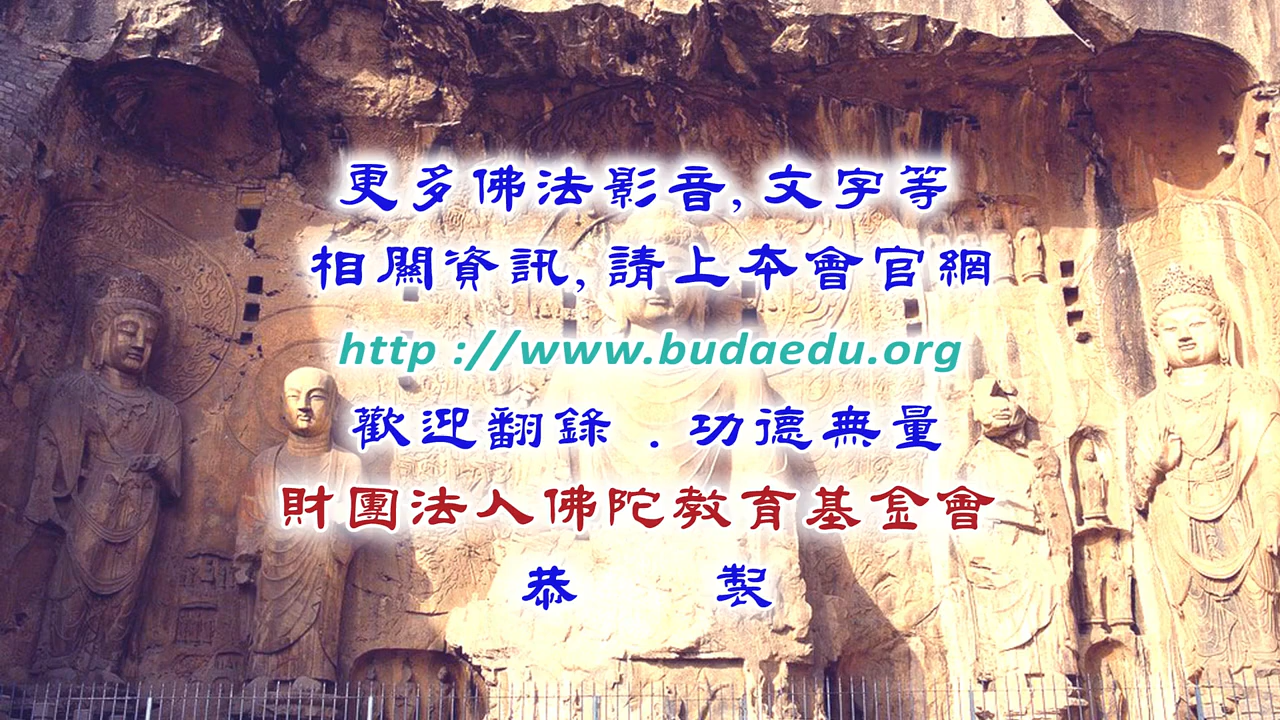 更多佛法影音,文字等
相關資訊,請上本會官網
http ://www.budaedu.org
歡迎翻錄 . 功德無量
財團法人佛陀教育基金會
恭 製